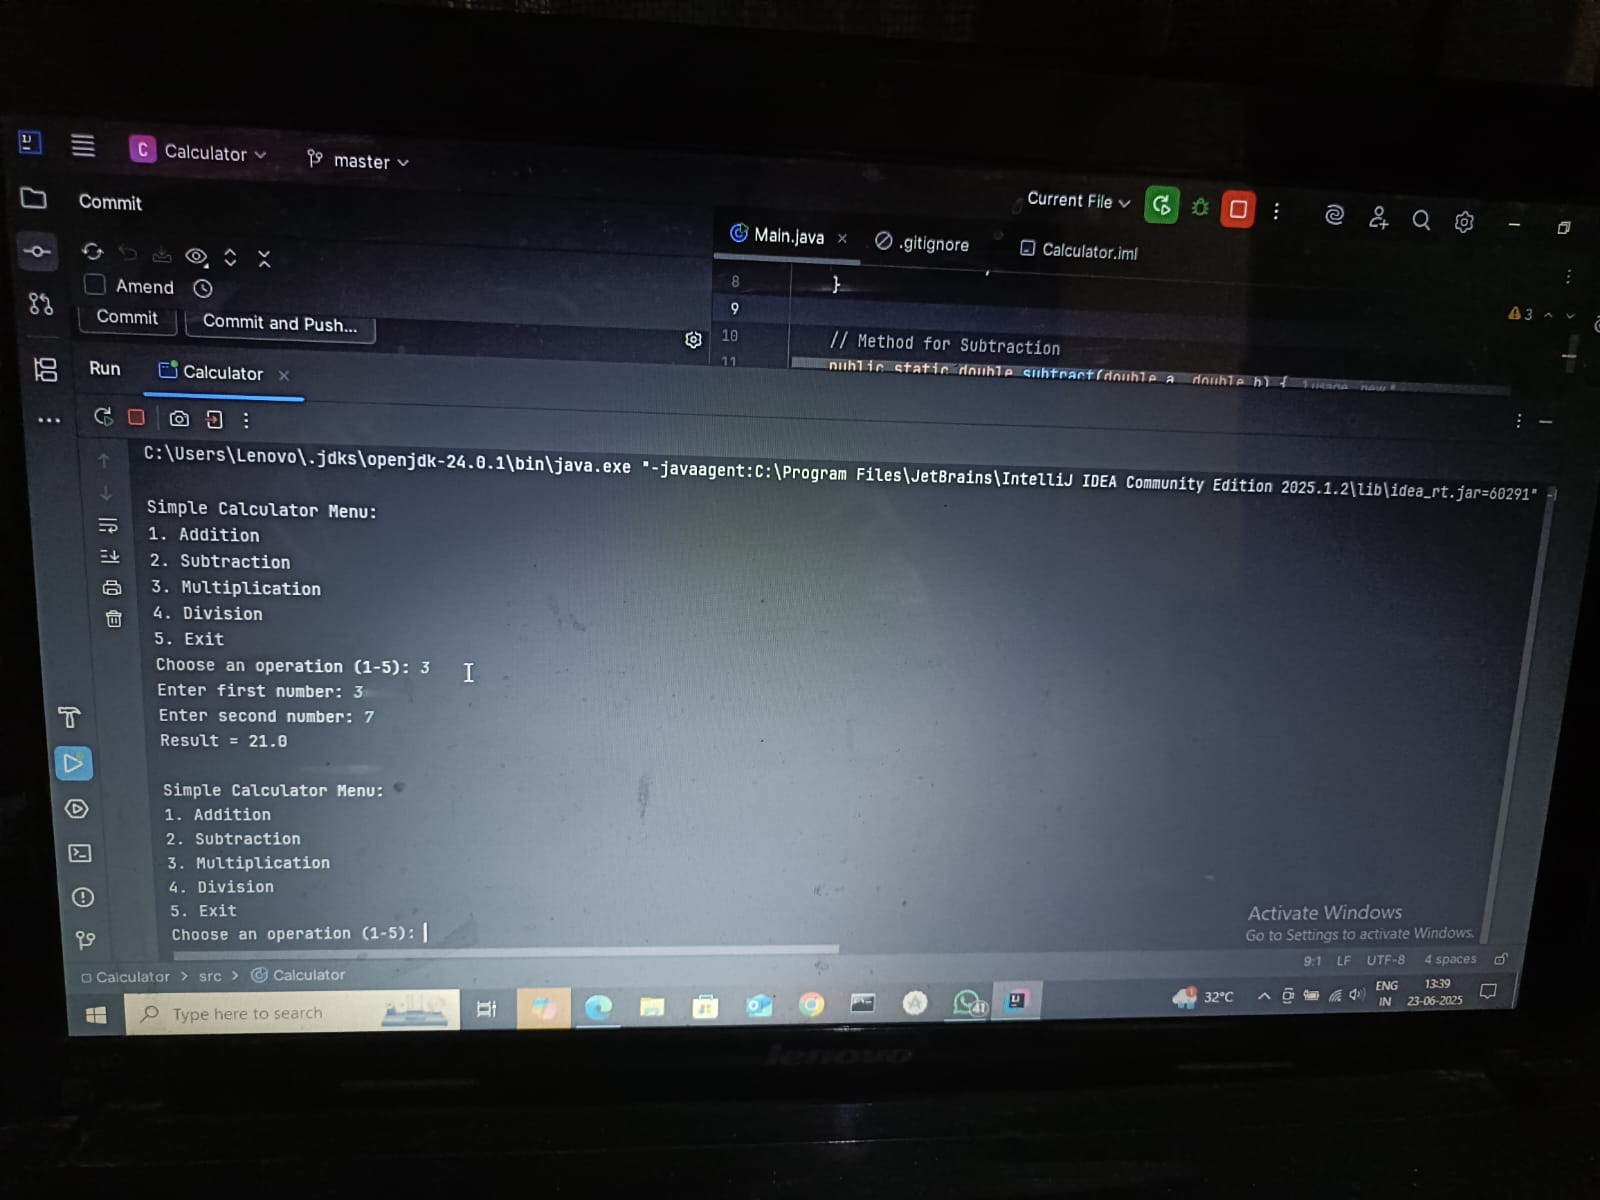 C Calculator master
Commit
Current File
Main.java .gitignore Calculator.iml
Amend
Commit Commit and Push...
8 }
9
3
10 // Method for Subtraction
11 public static double subtract(double a, double b) { 1 usage new *
Run Calculator
C:\Users\Lenovo\.jdks\openjdk-24.0.1\bin\java.exe "-javaagent:C:\Program Files\JetBrains\IntelliJ IDEA Community Edition 2025.1.2\lib\idea_rt.jar=60291" -
Simple Calculator Menu:
1. Addition
2. Subtraction
3. Multiplication
4. Division
5. Exit
Choose an operation (1-5): 3
Enter first number: 3
Enter second number: 7
Result = 21.0
Simple Calculator Menu:
1. Addition
2. Subtraction
3. Multiplication
4. Division
5. Exit
Choose an operation (1-5):
Activate Windows
Go to Settings to activate Windows.
Calculator > src > Calculator
9:1 LF UTF-8 4 spaces
Type here to search
41
32°C
ENG
IN
13:39
23-06-2025
lenovo